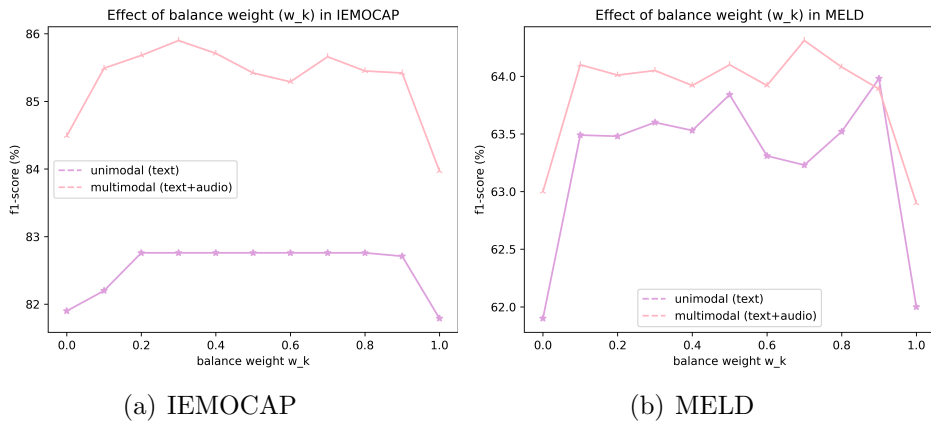 Effect of balance weight (w_k) in IEMOCAP
86
85
84
83
82
f1-score (%)
unimodal (text)
multimodal (text+audio)
0.0 0.2 0.4 0.6 0.8 1.0
balance weight w_k
(a) IEMOCAP
Effect of balance weight (w_k) in MELD
64.0
63.5
63.0
62.5
62.0
f1-score (%)
unimodal (text)
multimodal (text+audio)
0.0 0.2 0.4 0.6 0.8 1.0
balance weight w_k
(b) MELD